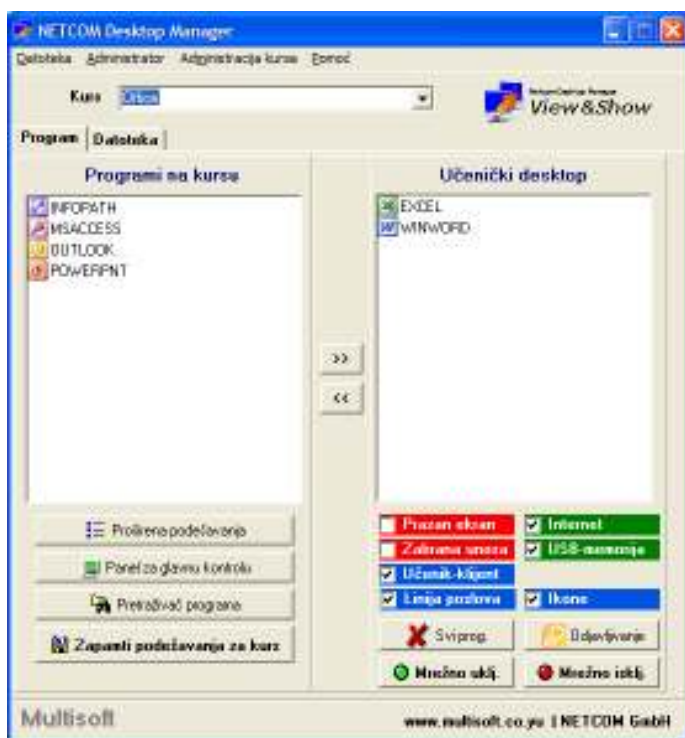 NETCOM Desktop Manager
Datoteka Administrator Administracija kursa Pomoć
Kurs
View & Show
Program Datoteka
Programi na kursu
Učenički desktop
INFOPATH
MSACCESS
OUTLOOK
POWERPNT
EXCEL
WINWORD
>>
<<
Prazan ekran
Internet
Zabrana unosa
USB-memorija
Učenik-klijent
Linija poslova
Ikone
Proširena podešavanja
Panel za glavnu kontrolu
Pretraživač programa
Zapamti podešavanja za kurs
Svi prog.
Odjavljivanje
Mrežno uklj.
Mrežno isklj.
Multisoft
www.multisoft.co.yu | NETCOM GmbH